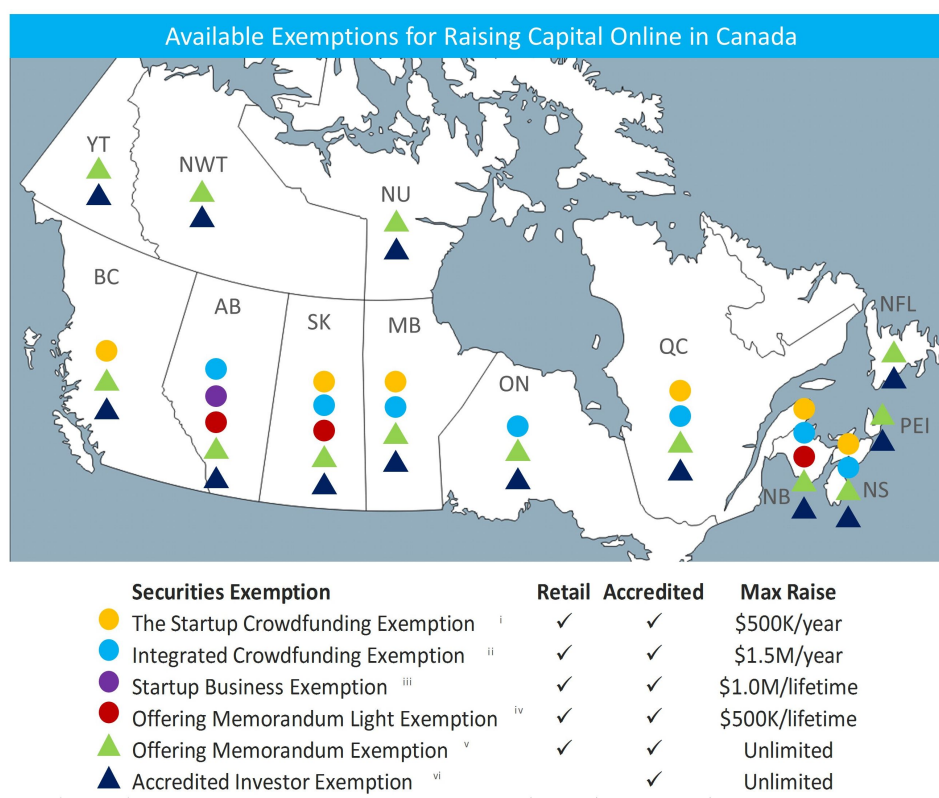 Available Exemptions for Raising Capital Online in Canada
YT
NWT
NU
BC
AB
SK
MB
ON
QC
NFL
PEI
NB
NS
Securities Exemption Retail Accredited Max Raise
The Startup Crowdfunding Exemption i ✓ ✓ $500K/year
Integrated Crowdfunding Exemption ii ✓ ✓ $1.5M/year
Startup Business Exemption iii ✓ ✓ $1.0M/lifetime
Offering Memorandum Light Exemption iv ✓ ✓ $500K/lifetime
Offering Memorandum Exemption v ✓ ✓ Unlimited
Accredited Investor Exemption vi ✓ Unlimited